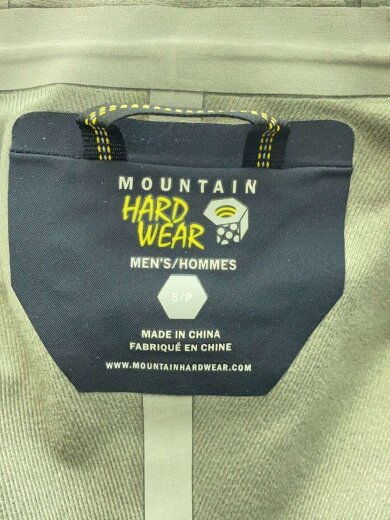 MOUNTAIN
HARD
WEAR
MEN'S/HOMMES
S/P
MADE IN CHINA
FABRIQUÉ EN CHINE
WWW.MOUNTAINHARDWEAR.COM